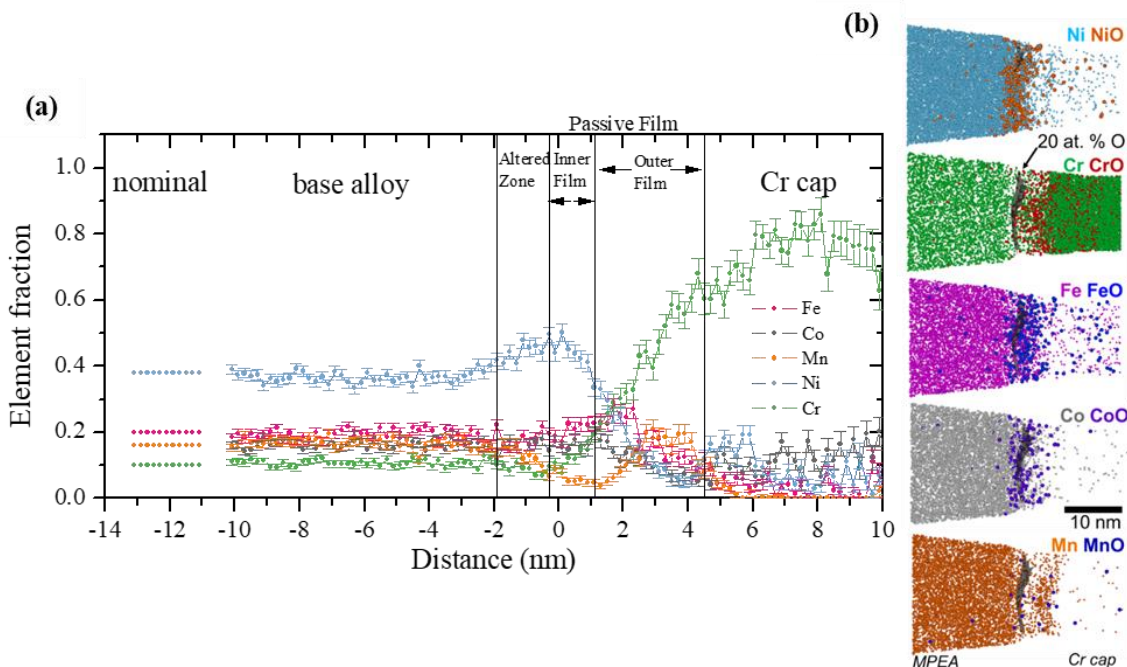 (a)
Passive Film
Altered Zone
Inner Film
Outer Film
nominal
base alloy
Cr cap
1.0
0.8
0.6
0.4
0.2
0.0
Element fraction
Fe
Co
Mn
Ni
Cr
-14 -12 -10 -8 -6 -4 -2 0 2 4 6 8 10
Distance (nm)
(b)
Ni NiO
20 at. % O
Cr CrO
Fe FeO
Co CoO
10 nm
Mn MnO
MPEA Cr cap